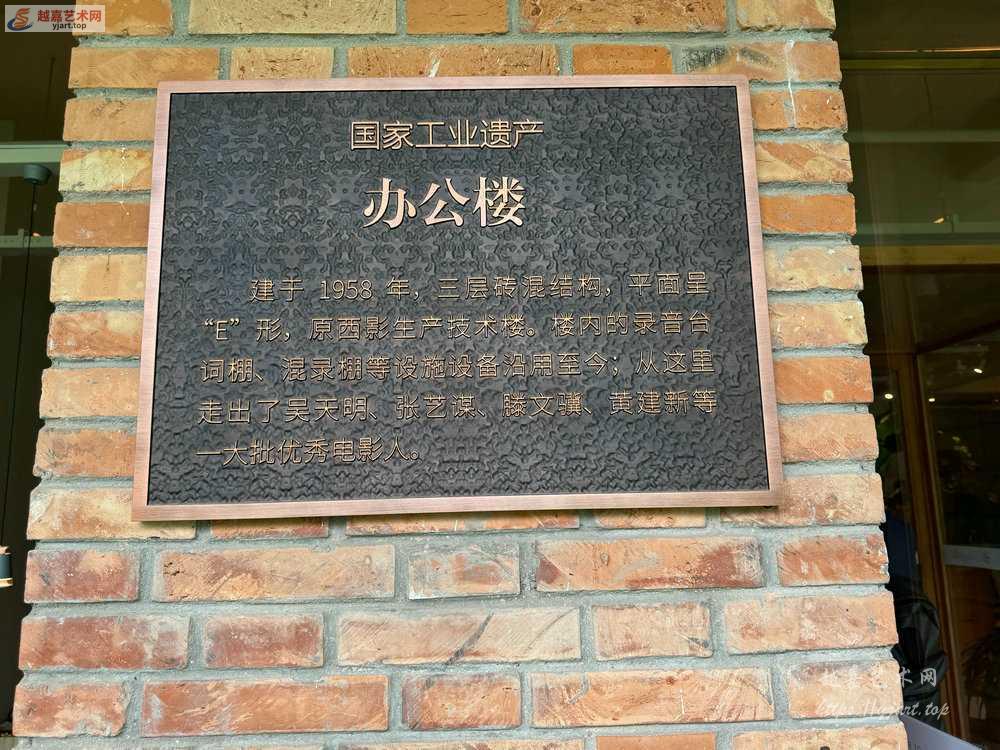 越嘉艺术网
yjart.top
国家工业遗产
办公楼
建于 1958 年，三层砖混结构，平面呈
“E”形，原西影生产技术楼。楼内的录音台
词棚、混录棚等设施设备沿用至今；从这里
走出了吴天明、张艺谋、滕文骥、黄建新等
一大批优秀电影人。
越嘉艺术网
https://yjart.top